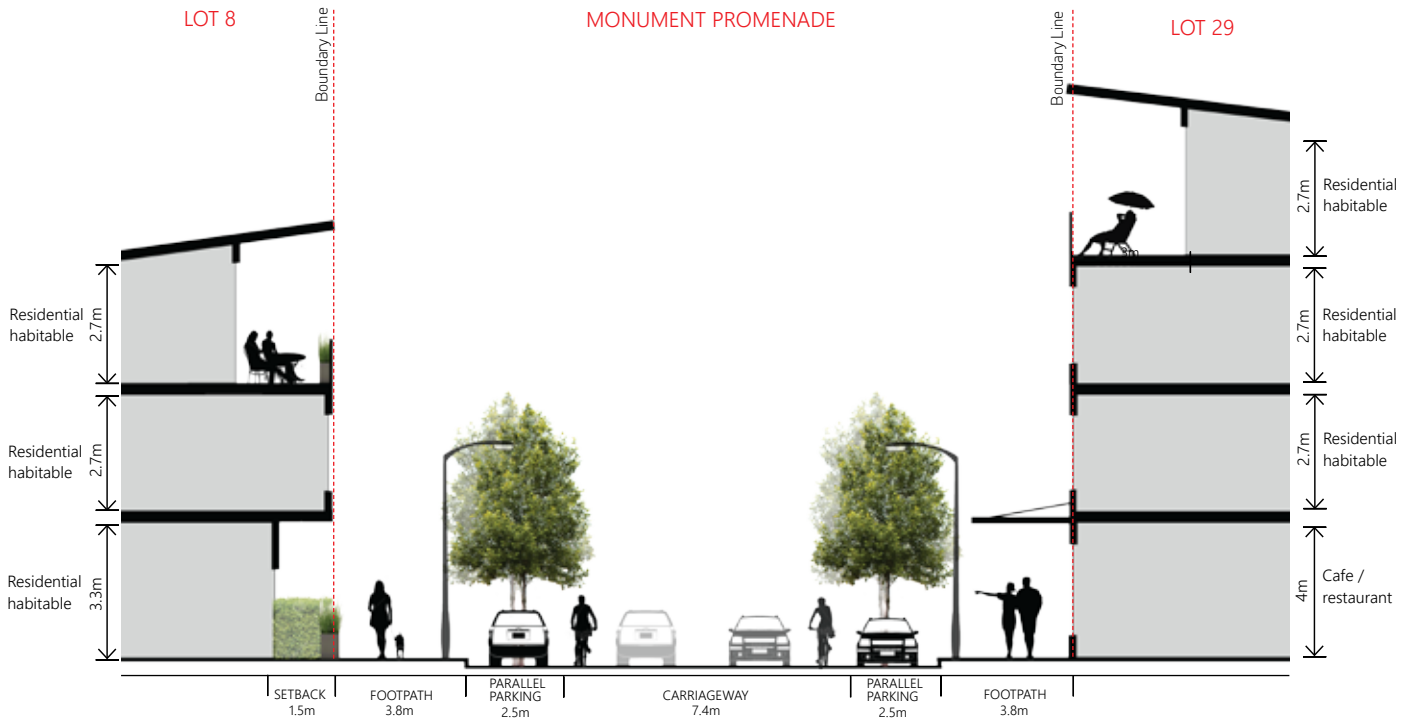 LOT 8
MONUMENT PROMENADE
LOT 29
Boundary Line
Boundary Line
Residential
habitable
2.7m
Residential
habitable
2.7m
Residential
habitable
3.3m
2.7m
Residential
habitable
3m
2.7m
Residential
habitable
2.7m
Residential
habitable
4m
Cafe /
restaurant
SETBACK
1.5m
FOOTPATH
3.8m
PARALLEL
PARKING
2.5m
CARRIAGEWAY
7.4m
PARALLEL
PARKING
2.5m
FOOTPATH
3.8m